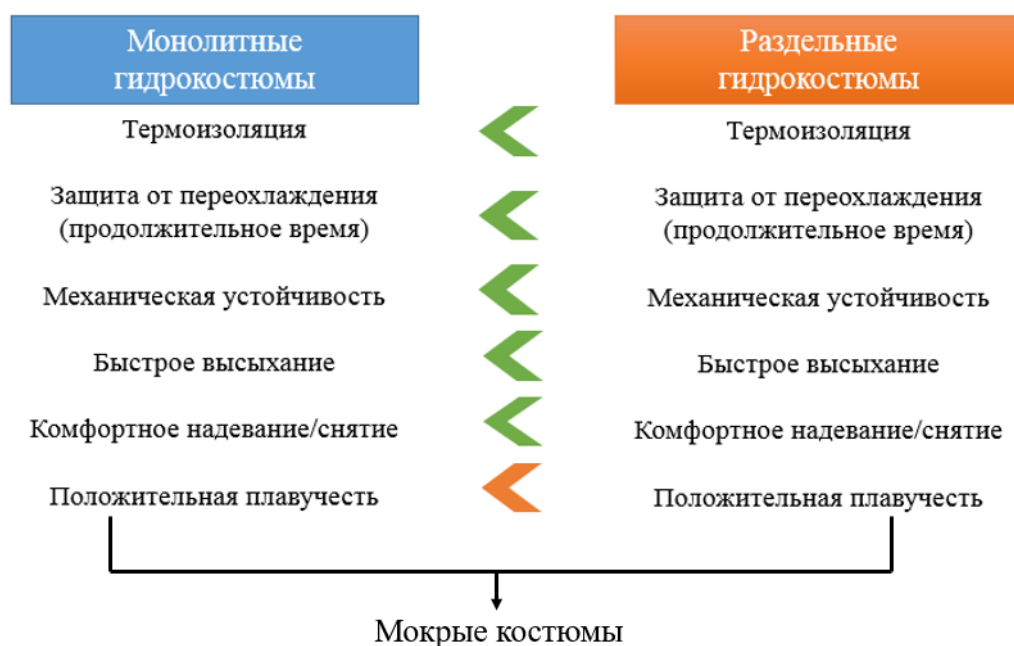 Монолитные
гидрокостюмы
Раздельные
гидрокостюмы
Термоизоляция
Термоизоляция
Защита от переохлаждения
(продолжительное время)
Защита от переохлаждения
(продолжительное время)
Механическая устойчивость
Механическая устойчивость
Быстрое высыхание
Быстрое высыхание
Комфортное надевание/снятие
Комфортное надевание/снятие
Положительная плавучесть
Положительная плавучесть
Мокрые костюмы